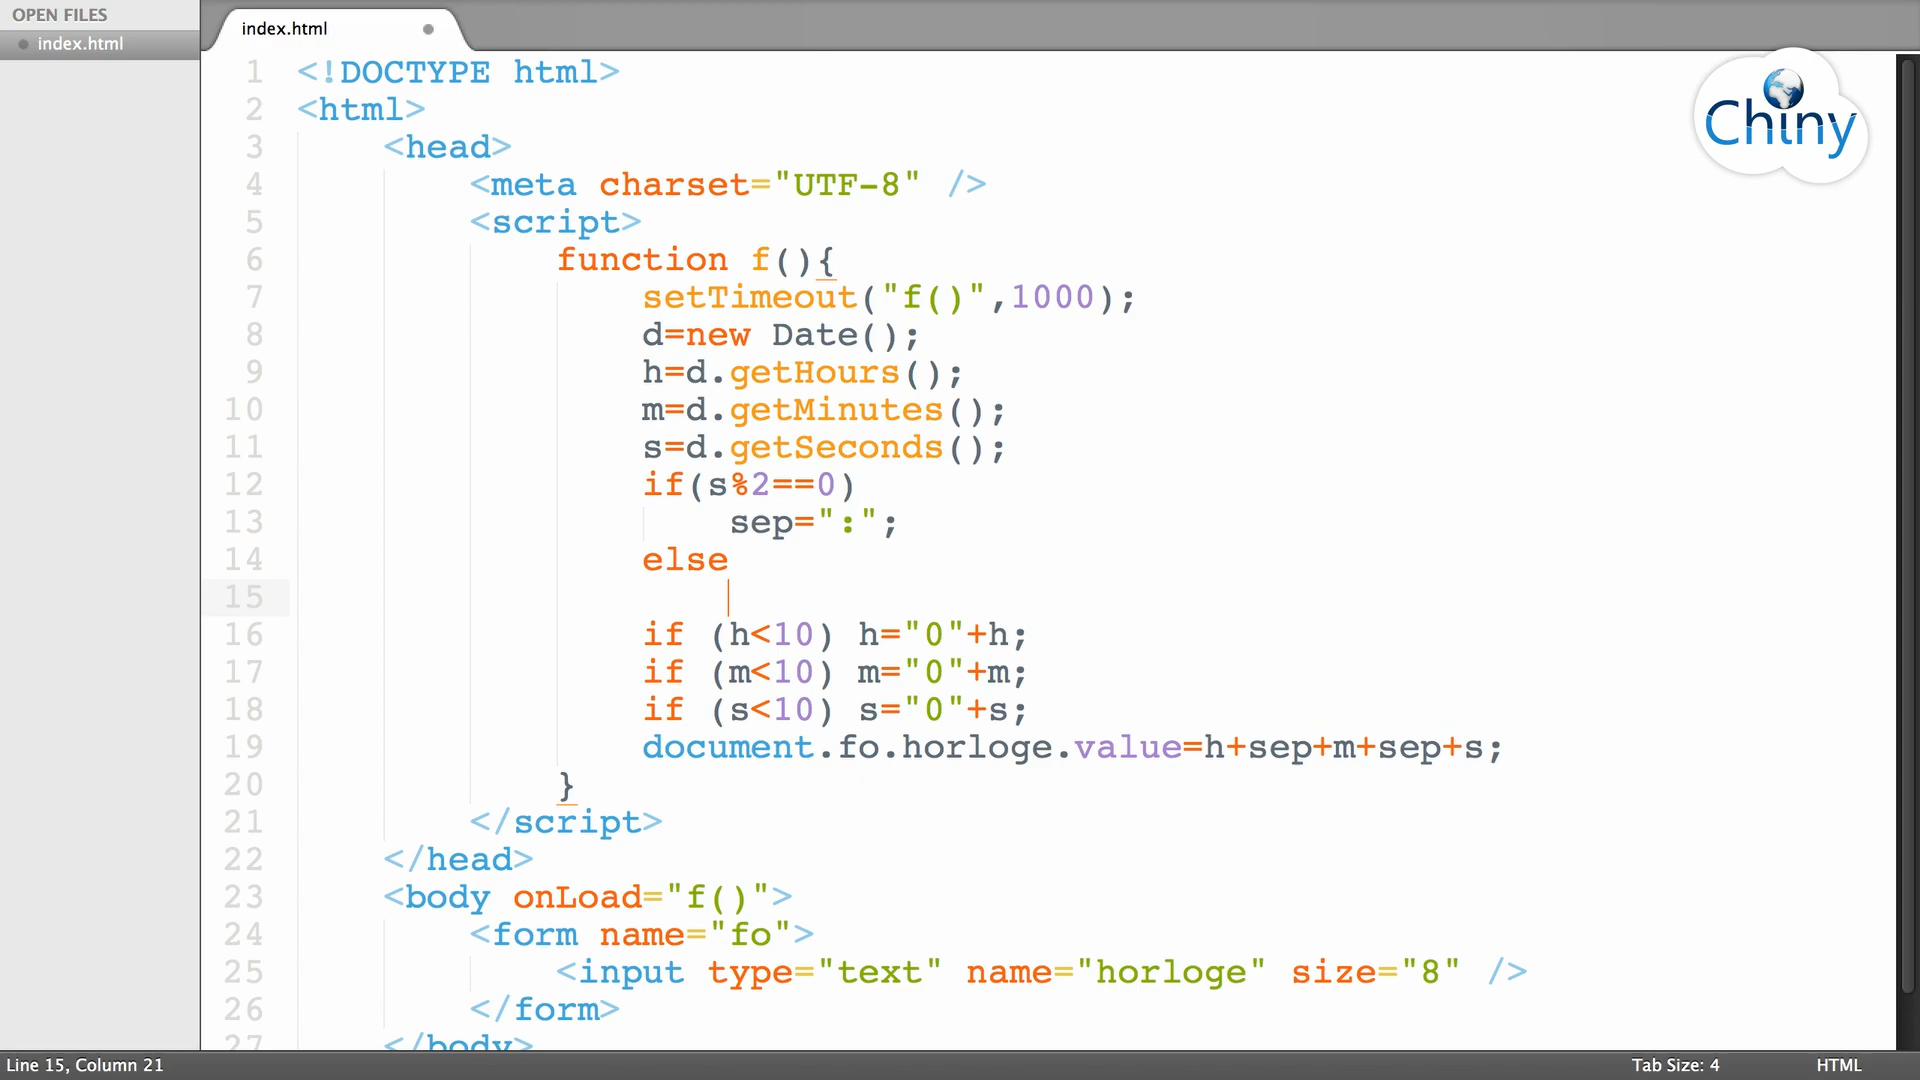 OPEN FILES
index.html
index.html
Chiny
1 <!DOCTYPE html>
2 <html>
3 <head>
4 <meta charset="UTF-8" />
5 <script>
6 function f(){
7 setTimeout("f()",1000);
8 d=new Date();
9 h=d.getHours();
10 m=d.getMinutes();
11 s=d.getSeconds();
12 if(s%2==0)
13 sep=":";
14 else
15
16 if (h<10) h="0"+h;
17 if (m<10) m="0"+m;
18 if (s<10) s="0"+s;
19 document.fo.horloge.value=h+sep+m+sep+s;
20 }
21 </script>
22 </head>
23 <body onLoad="f()">
24 <form name="fo">
25 <input type="text" name="horloge" size="8" />
26 </form>
27 </body>
Line 15, Column 21
Tab Size: 4
HTML